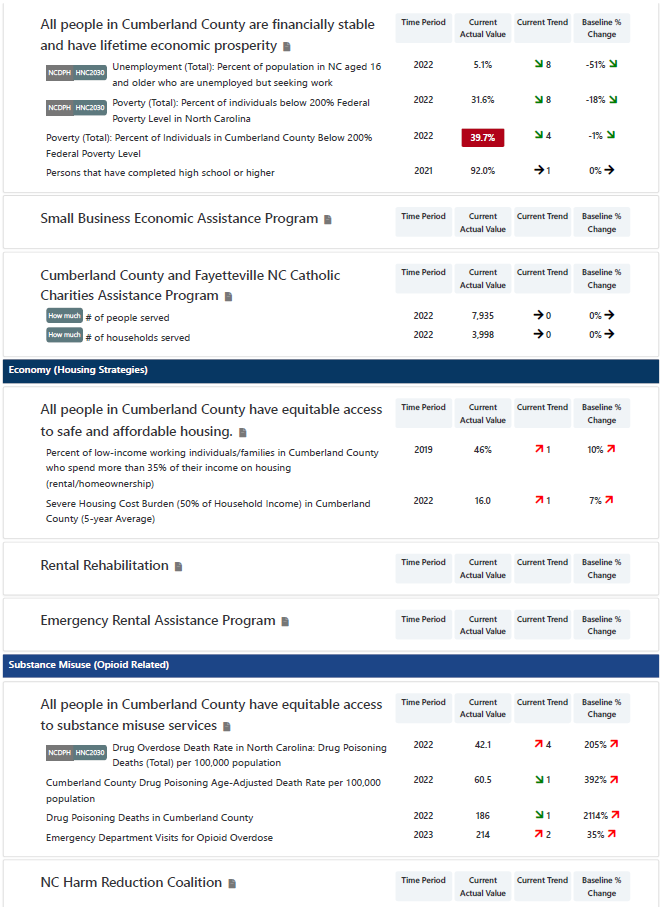 All people in Cumberland County are financially stable
and have lifetime economic prosperity
Time Period
Current
Actual Value
Current Trend
Baseline %
Change
NCDPH HNC2030 Unemployment (Total): Percent of population in NC aged 16
and older who are unemployed but seeking work
2022 5.1% 8 -51%
NCDPH HNC2030 Poverty (Total): Percent of individuals below 200% Federal
Poverty Level in North Carolina
2022 31.6% 8 -18%
Poverty (Total): Percent of Individuals in Cumberland County Below 200%
Federal Poverty Level
2022 39.7% 4 -1%
Persons that have completed high school or higher 2021 92.0% 1 0%
Small Business Economic Assistance Program
Time Period
Current
Actual Value
Current Trend
Baseline %
Change
Cumberland County and Fayetteville NC Catholic
Charities Assistance Program
Time Period
Current
Actual Value
Current Trend
Baseline %
Change
How much # of people served 2022 7,935 0 0%
How much # of households served 2022 3,998 0 0%
Economy (Housing Strategies)
All people in Cumberland County have equitable access
to safe and affordable housing.
Time Period
Current
Actual Value
Current Trend
Baseline %
Change
Percent of low-income working individuals/families in Cumberland County
who spend more than 35% of their income on housing
(rental/homeownership)
2019 46% 1 10%
Severe Housing Cost Burden (50% of Household Income) in Cumberland
County (5-year Average)
2022 16.0 1 7%
Rental Rehabilitation
Time Period
Current
Actual Value
Current Trend
Baseline %
Change
Emergency Rental Assistance Program
Time Period
Current
Actual Value
Current Trend
Baseline %
Change
Substance Misuse (Opioid Related)
All people in Cumberland County have equitable access
to substance misuse services
Time Period
Current
Actual Value
Current Trend
Baseline %
Change
NCDPH HNC2030 Drug Overdose Death Rate in North Carolina: Drug Poisoning
Deaths (Total) per 100,000 population
2022 42.1 4 205%
Cumberland County Drug Poisoning Age-Adjusted Death Rate per 100,000
population
2022 60.5 1 392%
Drug Poisoning Deaths in Cumberland County 2022 186 1 2114%
Emergency Department Visits for Opioid Overdose 2023 214 2 35%
NC Harm Reduction Coalition
Time Period
Current
Actual Value
Current Trend
Baseline %
Change